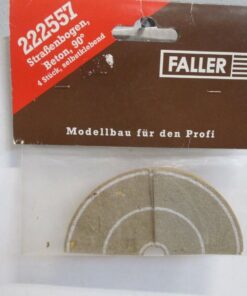 222557
Straßenbogen,
Beton, 90°
4 Stück, selbstklebend
FALLER
Modellbau für den Profi